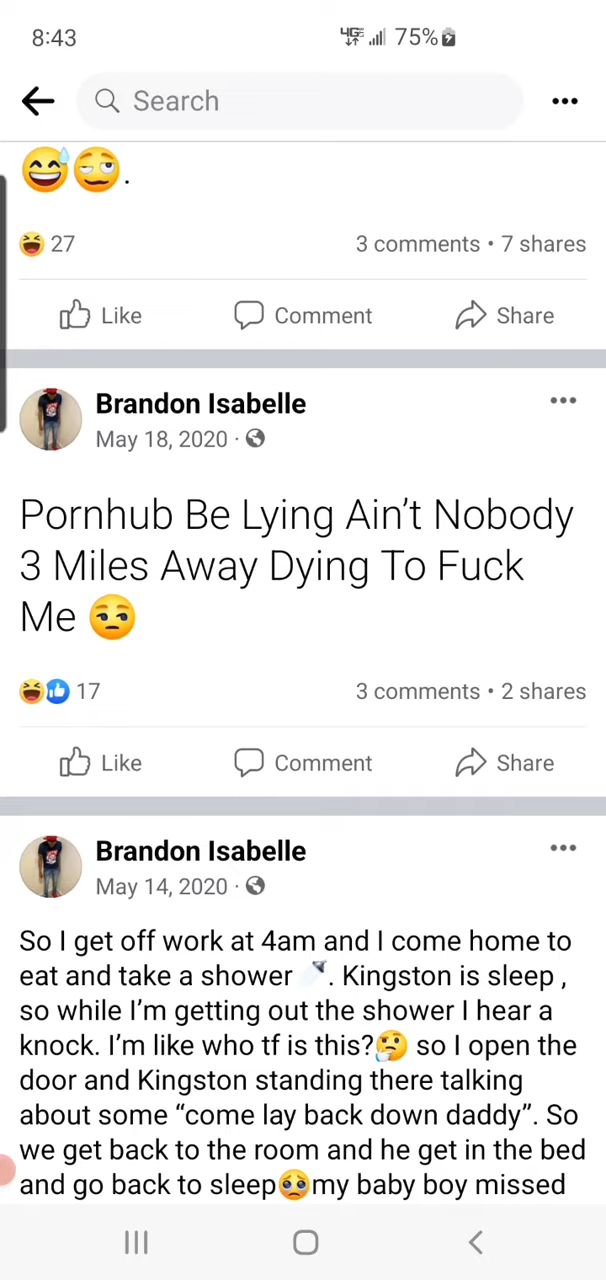 8:43
4G 75%
Search
.
27
3 comments • 7 shares
Like
Comment
Share
Brandon Isabelle
May 18, 2020 ·
Pornhub Be Lying Ain't Nobody
3 Miles Away Dying To Fuck
Me
17
3 comments • 2 shares
Like
Comment
Share
Brandon Isabelle
May 14, 2020 ·
So I get off work at 4am and I come home to
eat and take a shower . Kingston is sleep ,
so while I'm getting out the shower I hear a
knock. I'm like who tf is this? so I open the
door and Kingston standing there talking
about some “come lay back down daddy”. So
we get back to the room and he get in the bed
and go back to sleep my baby boy missed